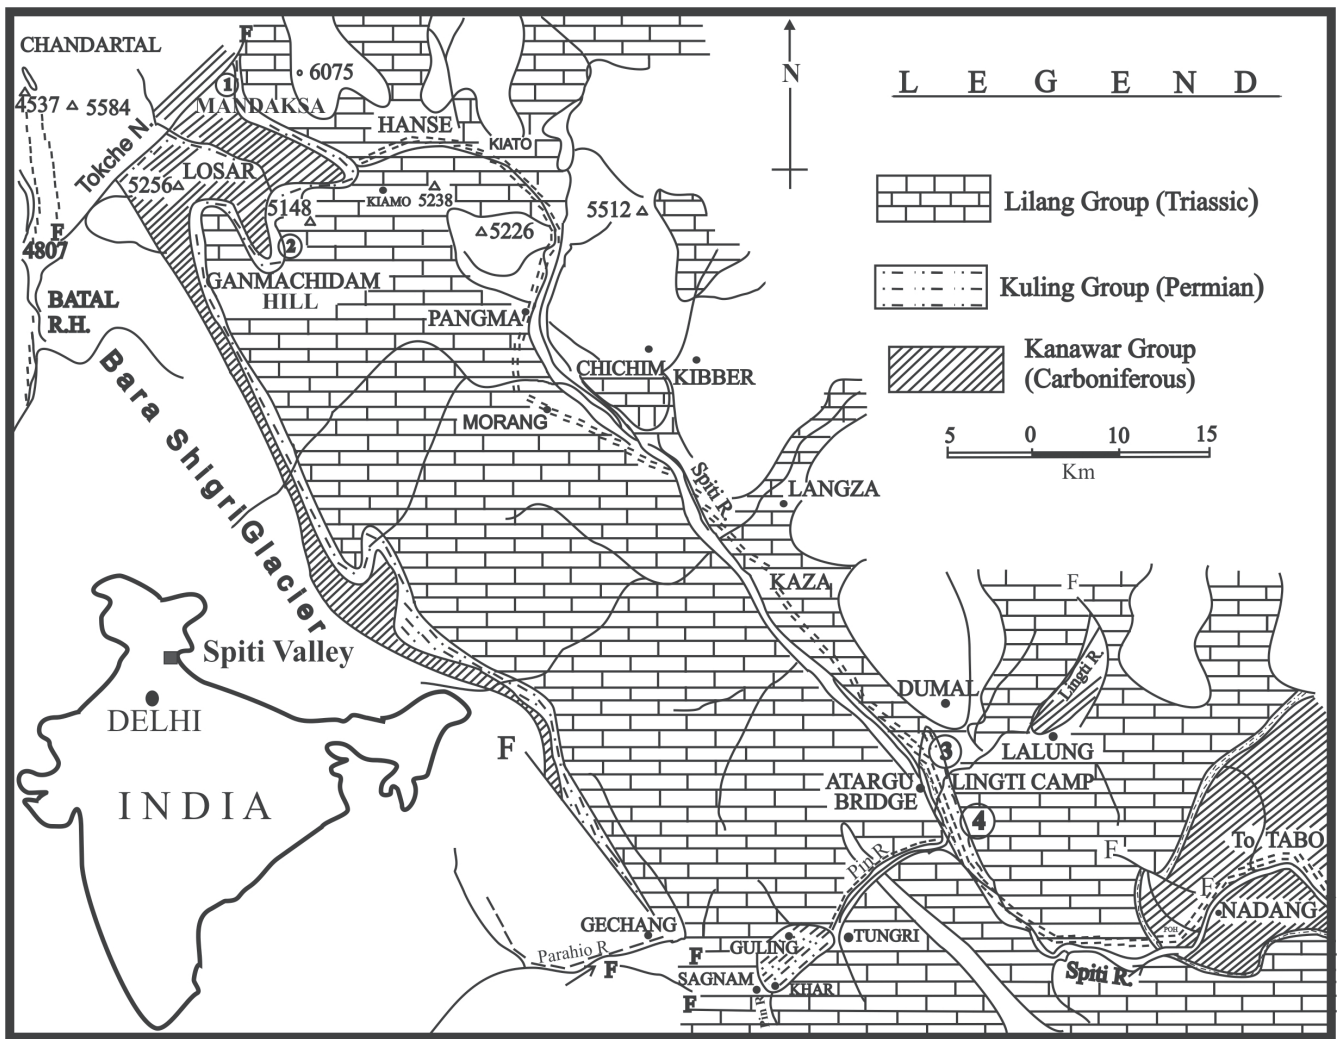 CHANDARTAL
F
1
6075
4537
5584
MANDAKSA
HANSE
KIATO
Tokche N.
LOSAR
5256
KIAMO
5238
5148
5512
5226
2
F
4807
GANMACHIDAM
HILL
BATAL
R.H.
PANGMA
CHICHIM
KIBBER
MORANG
Bara Shigri Glacier
Spiti R.
LANGZA
KAZA
N
LEGEND
Lilang Group (Triassic)
Kuling Group (Permian)
Kanawar Group
(Carboniferous)
5 0 10 15
Km
Spiti Valley
DELHI
INDIA
F
F
Lingti R.
DUMAL
3
LALUNG
ATARGU
BRIDGE
LINGTI CAMP
4
F
To TABO
F
NADANG
POH
Pin R.
GECHANG
Parahio R.
F
GULING
TUNGRI
F
SAGNAM
KHAR
F
Pin R.
Spiti R.